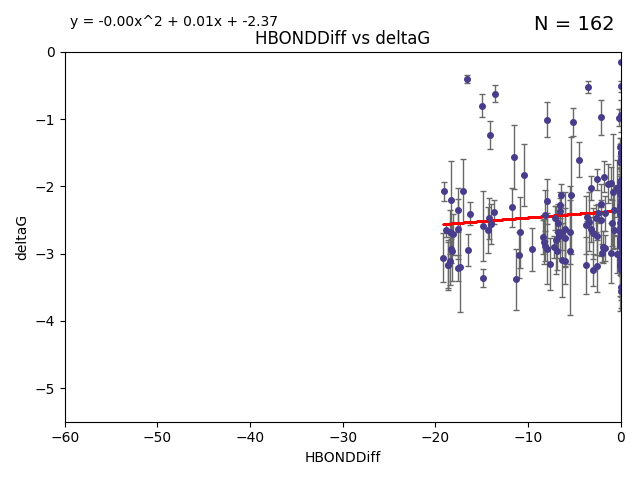 y = -0.00x^2 + 0.01x + -2.37
N = 162
HBONDDiff vs deltaG
0
−1
−2
−3
−4
−5
deltaG
−60
−50
−40
−30
−20
−10
0
HBONDDiff